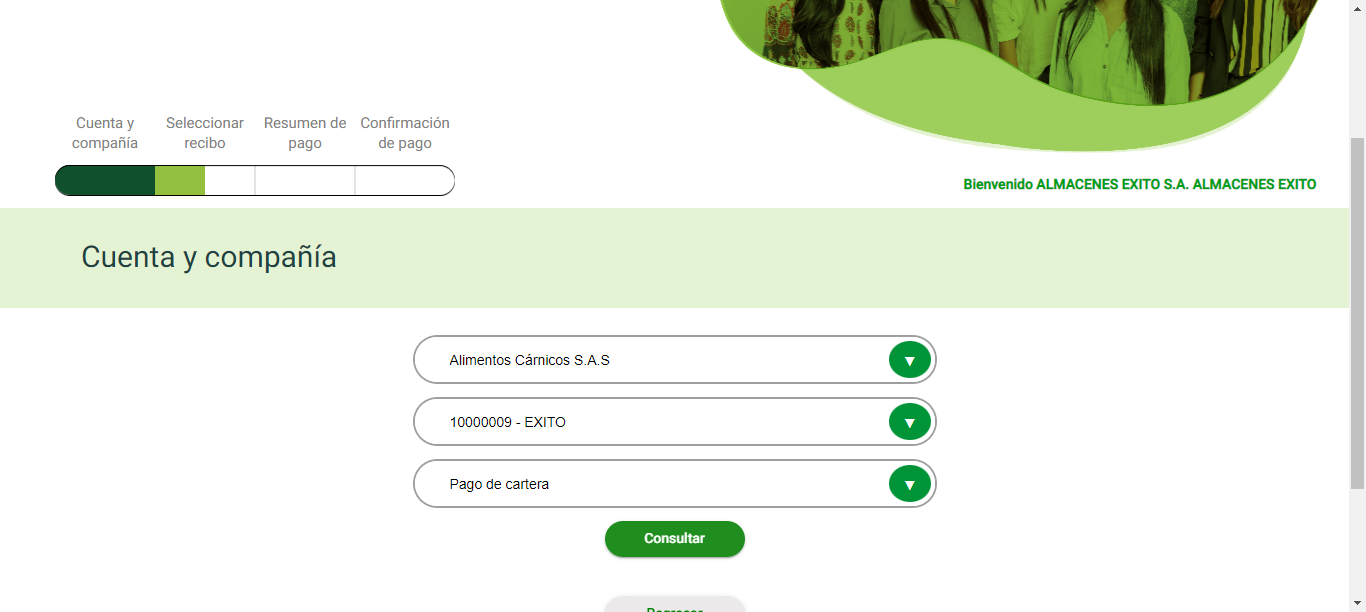 Cuenta y
compañía
Seleccionar
recibo
Resumen de
pago
Confirmación
de pago
Bienvenido ALMACENES EXITO S.A. ALMACENES EXITO
Cuenta y compañía
Alimentos Cárnicos S.A.S
10000009 - EXITO
Pago de cartera
Consultar
Regresar